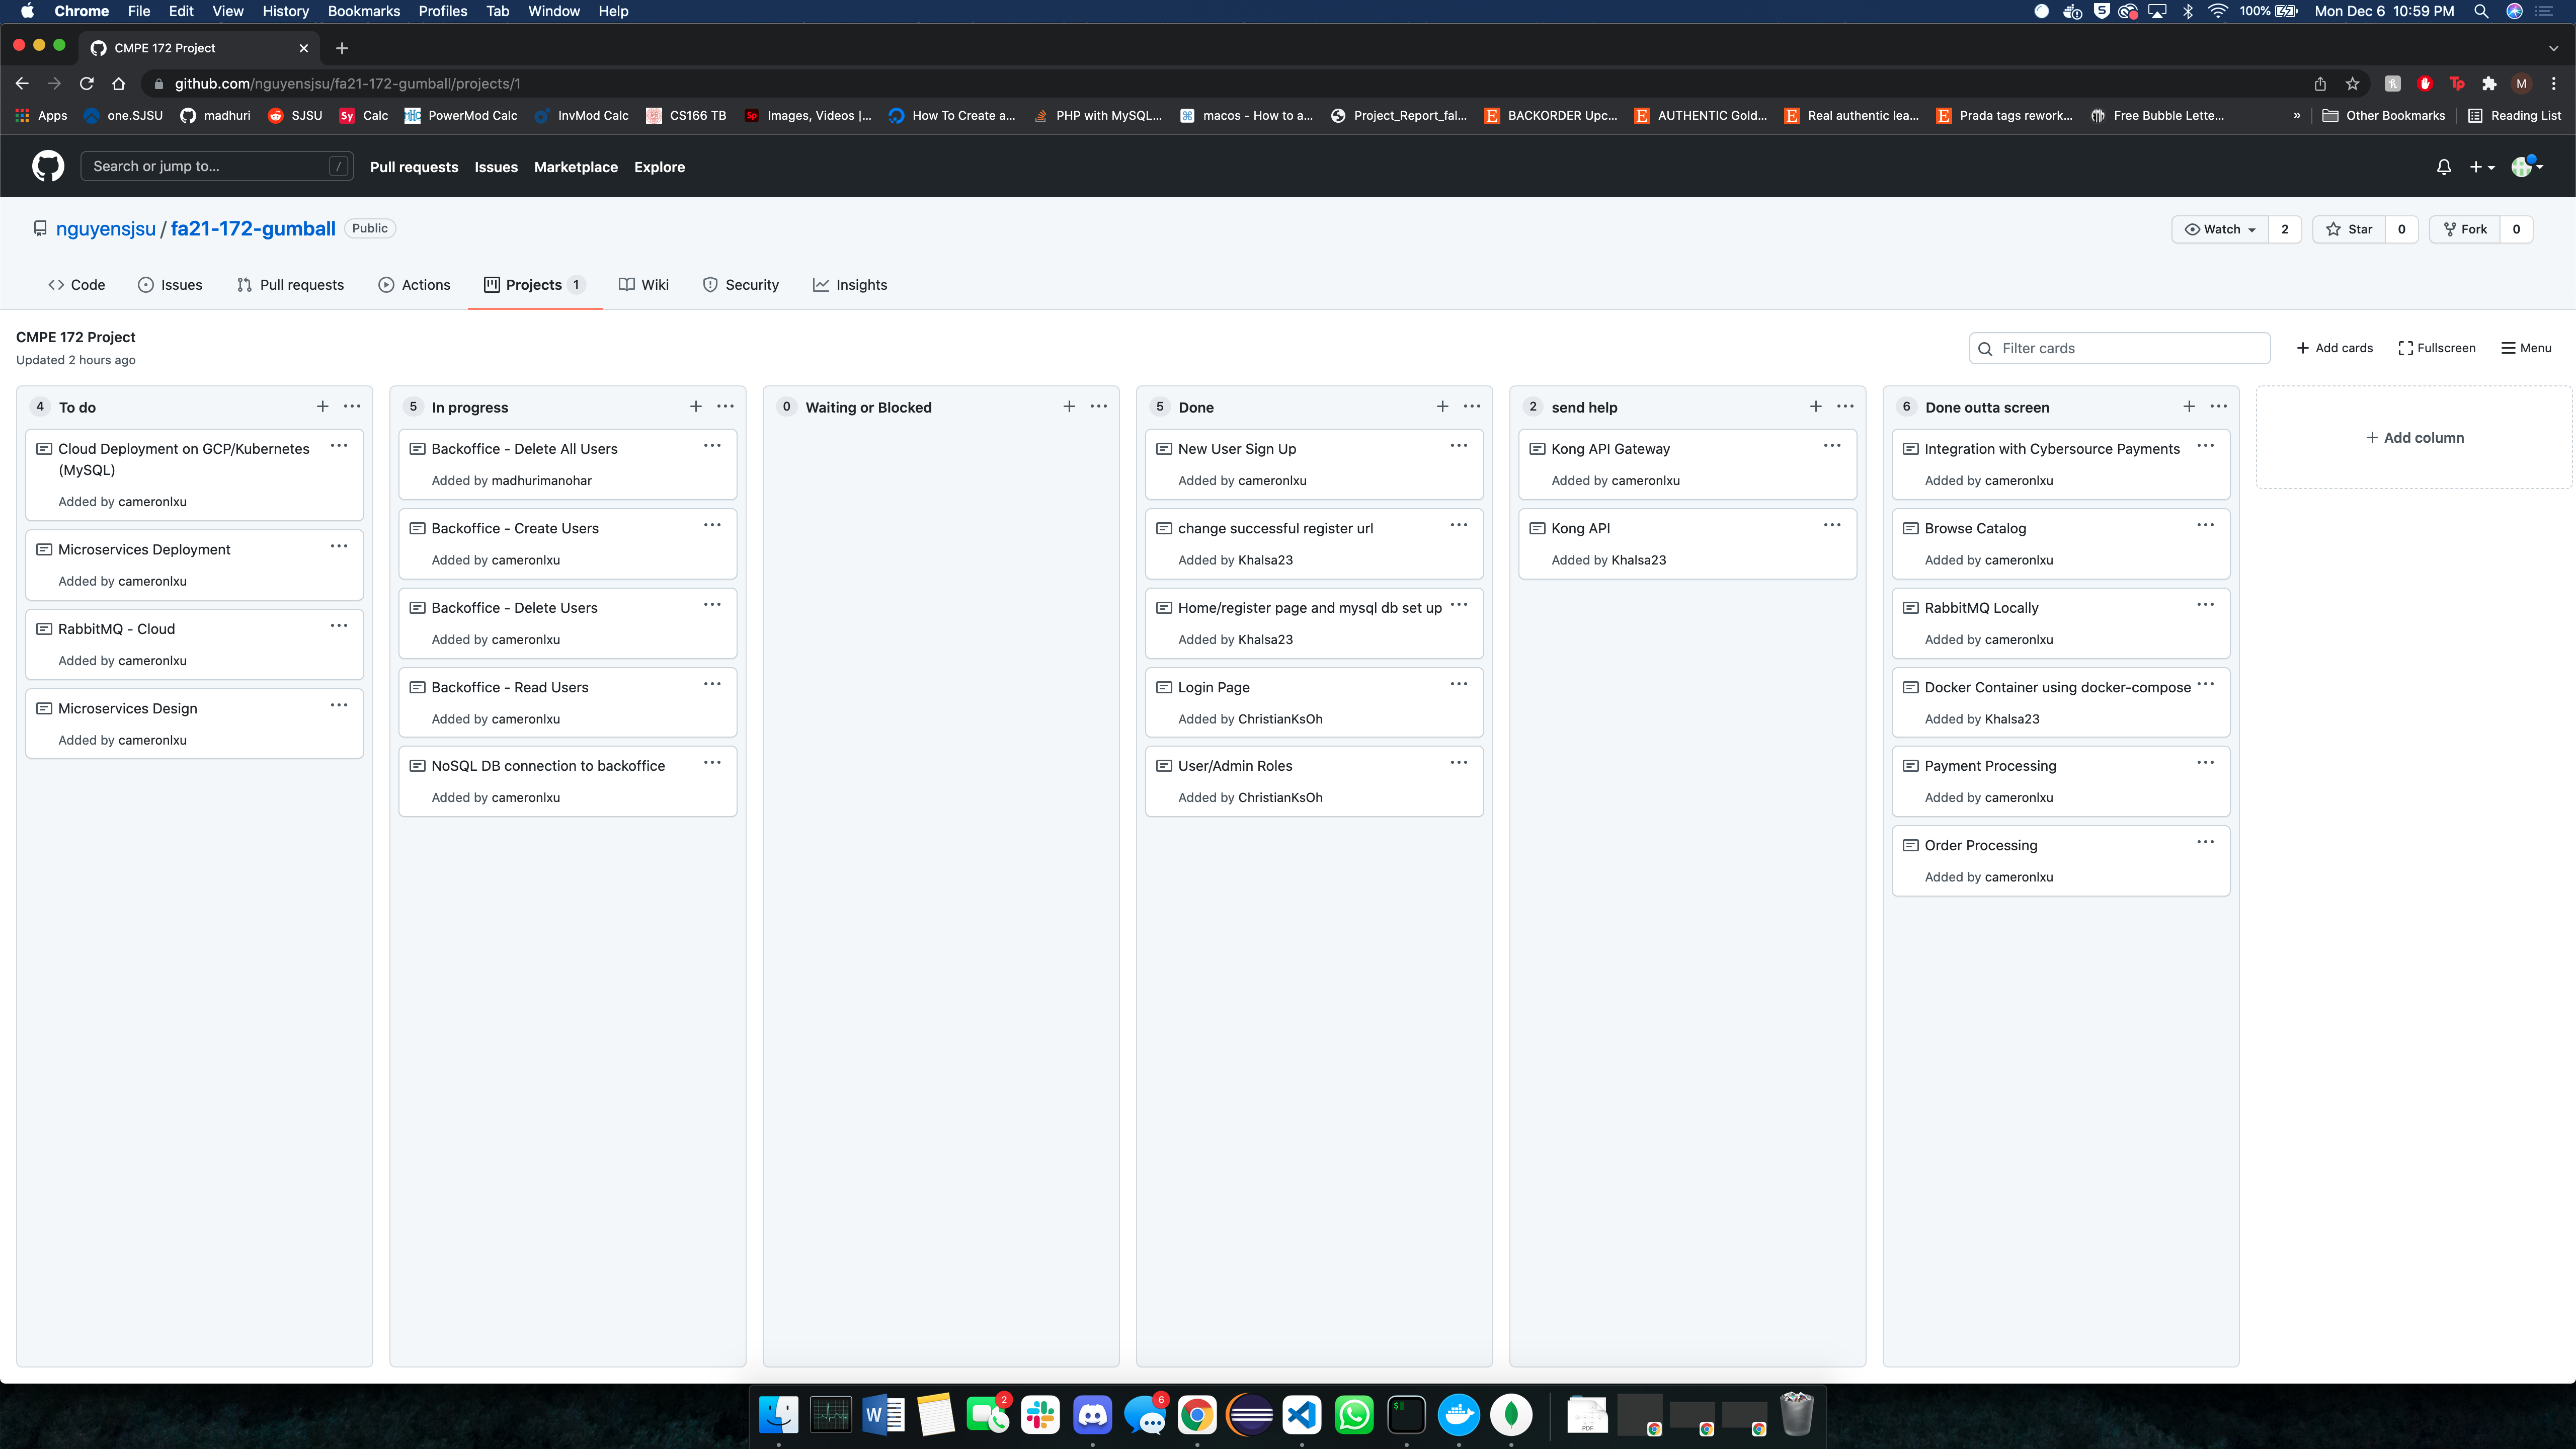 Chrome File Edit View History Bookmarks Profiles Tab Window Help
100% Mon Dec 6 10:59 PM
CMPE 172 Project
github.com/nguyensjsu/fa21-172-gumball/projects/1
Tp M
Apps one.SJSU madhuri SJSU Sy Calc PowerMod Calc InvMod Calc CS166 TB Sp Images, Videos |... How To Create a... PHP with MySQL... macos - How to a... Project_Report_fal... E BACKORDER Upc... E AUTHENTIC Gold... E Real authentic lea... E Prada tags rework... Free Bubble Lette... » Other Bookmarks Reading List
Search or jump to... / Pull requests Issues Marketplace Explore
nguyensjsu / fa21-172-gumball Public
Watch 2 Star 0 Fork 0
Code Issues Pull requests Actions Projects 1 Wiki Security Insights
CMPE 172 Project
Updated 2 hours ago
Filter cards + Add cards Fullscreen Menu
4 To do
Cloud Deployment on GCP/Kubernetes
(MySQL)
Added by cameronlxu
Microservices Deployment
Added by cameronlxu
RabbitMQ - Cloud
Added by cameronlxu
Microservices Design
Added by cameronlxu
5 In progress
Backoffice - Delete All Users
Added by madhurimanohar
Backoffice - Create Users
Added by cameronlxu
Backoffice - Delete Users
Added by cameronlxu
Backoffice - Read Users
Added by cameronlxu
NoSQL DB connection to backoffice
Added by cameronlxu
0 Waiting or Blocked
5 Done
New User Sign Up
Added by cameronlxu
change successful register url
Added by Khalsa23
Home/register page and mysql db set up
Added by Khalsa23
Login Page
Added by ChristianKsOh
User/Admin Roles
Added by ChristianKsOh
2 send help
Kong API Gateway
Added by cameronlxu
Kong API
Added by Khalsa23
6 Done outta screen
Integration with Cybersource Payments
Added by cameronlxu
Browse Catalog
Added by cameronlxu
RabbitMQ Locally
Added by cameronlxu
Docker Container using docker-compose
Added by Khalsa23
Payment Processing
Added by cameronlxu
Order Processing
Added by cameronlxu
+ Add column
W 2 6 $ PDF